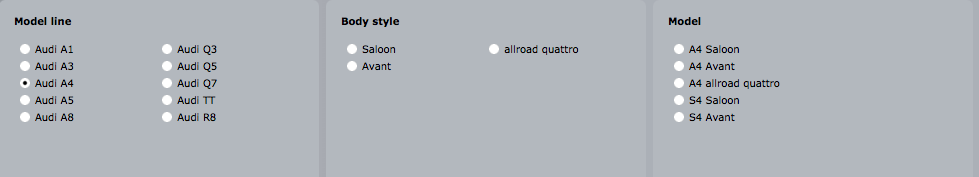 Model line
Audi A1
Audi A3
Audi A4
Audi A5
Audi A8
Audi Q3
Audi Q5
Audi Q7
Audi TT
Audi R8
Body style
Saloon
Avant
allroad quattro
Model
A4 Saloon
A4 Avant
A4 allroad quattro
S4 Saloon
S4 Avant